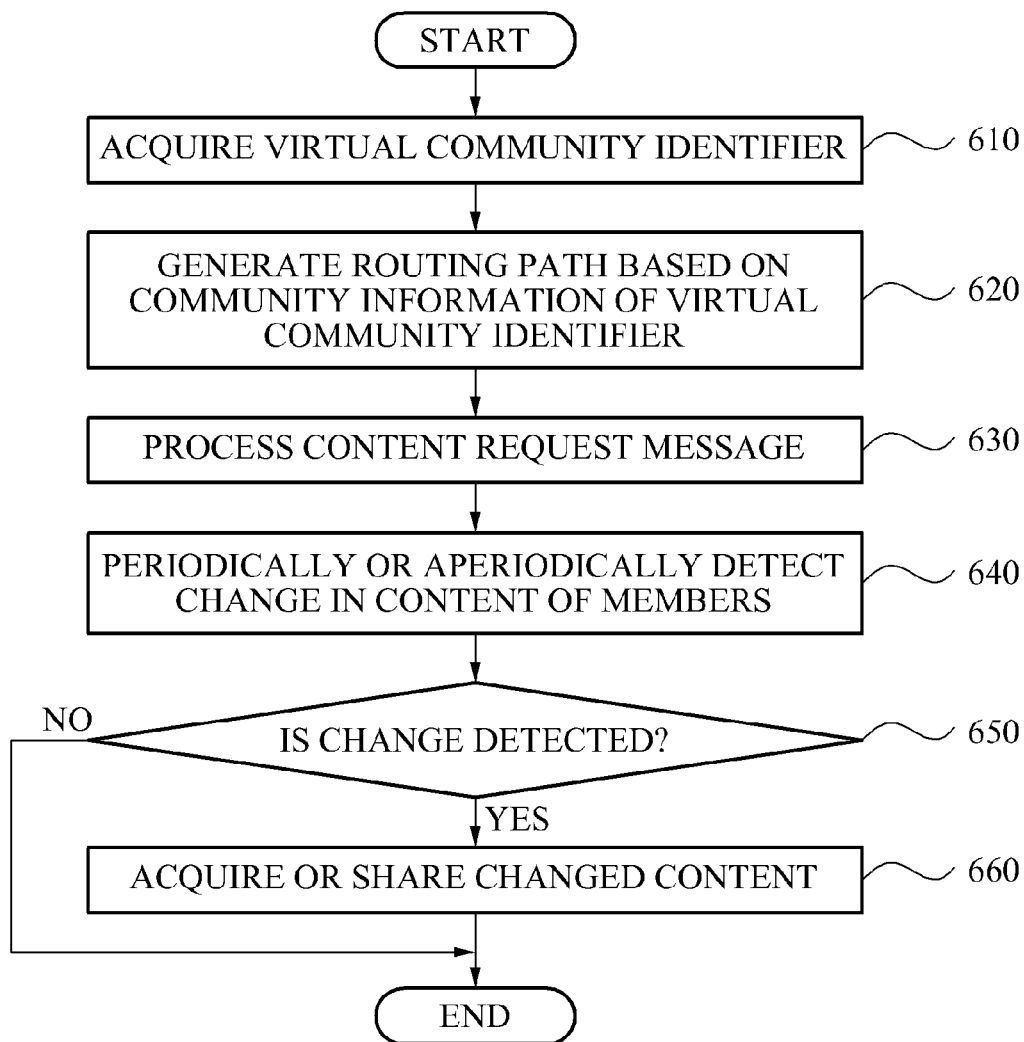 START
ACQUIRE VIRTUAL COMMUNITY IDENTIFIER
610
GENERATE ROUTING PATH BASED ON
COMMUNITY INFORMATION OF VIRTUAL
COMMUNITY IDENTIFIER
620
PROCESS CONTENT REQUEST MESSAGE
630
PERIODICALLY OR APERIODICALLY DETECT
CHANGE IN CONTENT OF MEMBERS
640
NO
IS CHANGE DETECTED?
650
YES
ACQUIRE OR SHARE CHANGED CONTENT
660
END